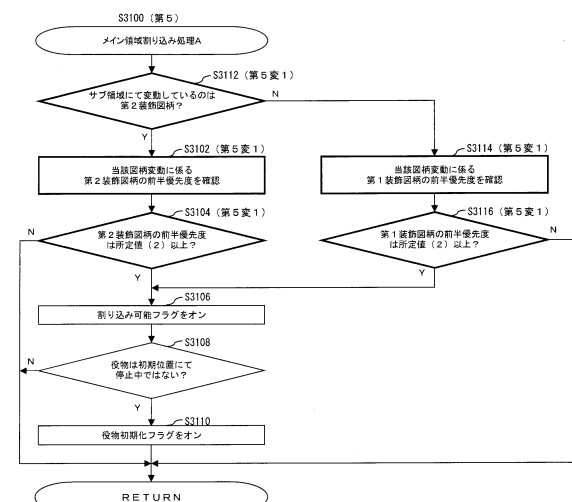 S3100（第５）
メイン領域割り込み処理A
S3112（第５変１）
サブ領域にて変動しているのは
第２装飾図柄？
N
Y
S3102（第５変１）
当該図柄変動に係る
第２装飾図柄の前半優先度を確認
S3114（第５変１）
当該図柄変動に係る
第１装飾図柄の前半優先度を確認
S3104（第５変１）
第２装飾図柄の前半優先度
は所定値（２）以上？
N
Y
S3116（第５変１）
第１装飾図柄の前半優先度
は所定値（２）以上？
N
Y
S3106
割り込み可能フラグをオン
S3108
役物は初期位置にて
停止中ではない？
N
Y
S3110
役物初期化フラグをオン
ＲＥＴＵＲＮ